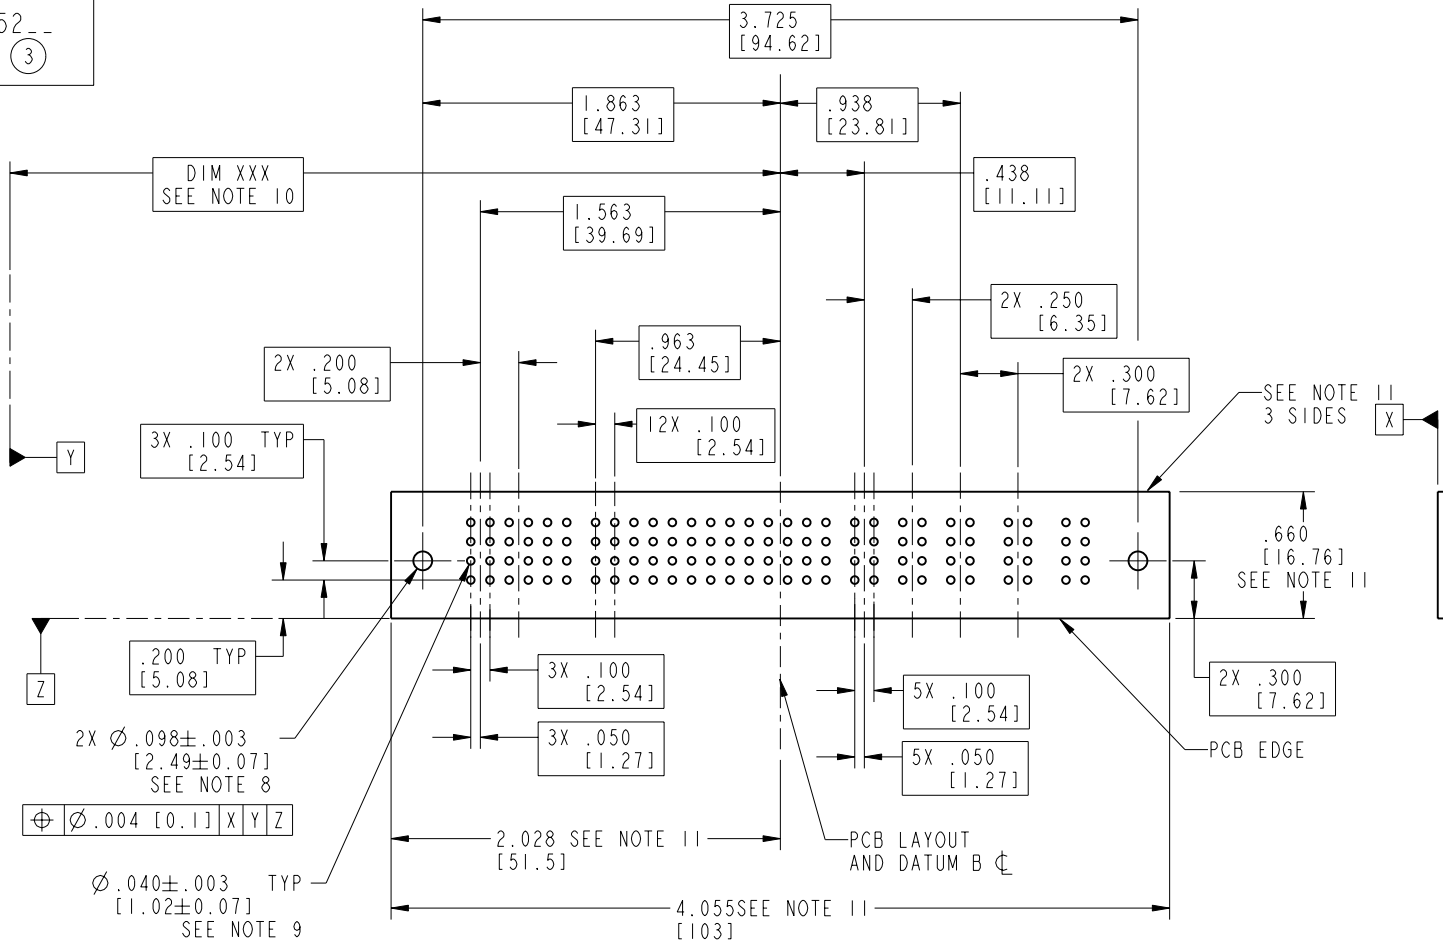 52__
3
3.725
[94.62]
1.863
[47.31]
.938
[23.81]
DIM XXX
SEE NOTE 10
.438
[11.11]
1.563
[39.69]
2X .250
[6.35]
.963
[24.45]
2X .200
[5.08]
2X .300
[7.62]
SEE NOTE 11
3 SIDES
X
12X .100
[2.54]
3X .100 TYP
[2.54]
Y
.660
[16.76]
SEE NOTE 11
.200 TYP
[5.08]
Z
3X .100
[2.54]
5X .100
[2.54]
2X .300
[7.62]
2X Ø.098±.003
[2.49±0.07]
SEE NOTE 8
3X .050
[1.27]
5X .050
[1.27]
PCB EDGE
⌖ Ø.004 [0.1] X Y Z
2.028 SEE NOTE 11
[51.5]
PCB LAYOUT
AND DATUM B ℄
Ø.040±.003 TYP
[1.02±0.07]
SEE NOTE 9
4.055SEE NOTE 11
[103]